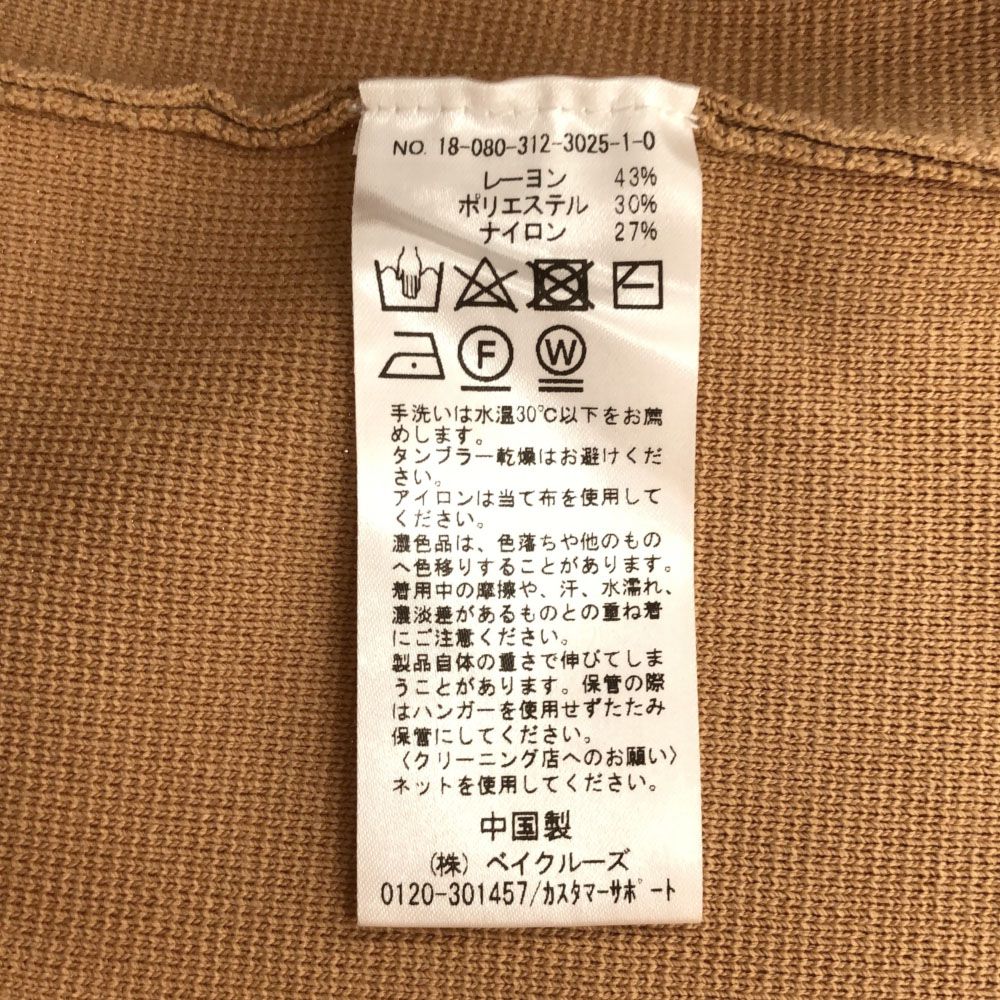 NO. 18-080-312-3025-1-0
レーヨン 43%
ポリエステル 30%
ナイロン 27%
F W
手洗いは水温30℃以下をお薦
めします。
タンブラー乾燥はお避けくだ
さい。
アイロンは当て布を使用して
ください。
濃色品は、色落ちや他のもの
へ色移りすることがあります。
着用中の摩擦や、汗、水濡れ、
濃淡差があるものとの重ね着
にご注意ください。
製品自体の重さで伸びてしま
うことがあります。保管の際
はハンガーを使用せずたたみ
保管にしてください。
〈クリーニング店へのお願い〉
ネットを使用してください。
中国製
(株) ベイクルーズ
0120-301457/ｶｽﾀﾏｰｻﾎﾟｰﾄ